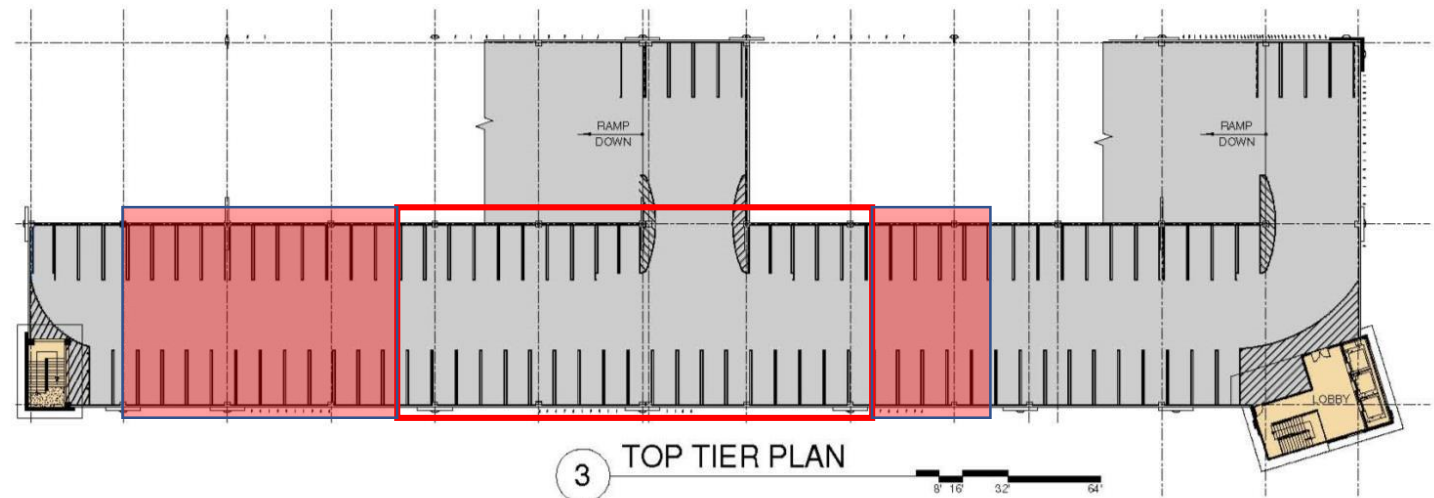 RAMP
DOWN
RAMP
DOWN
LOBBY
3 TOP TIER PLAN
8' 16' 32' 64'